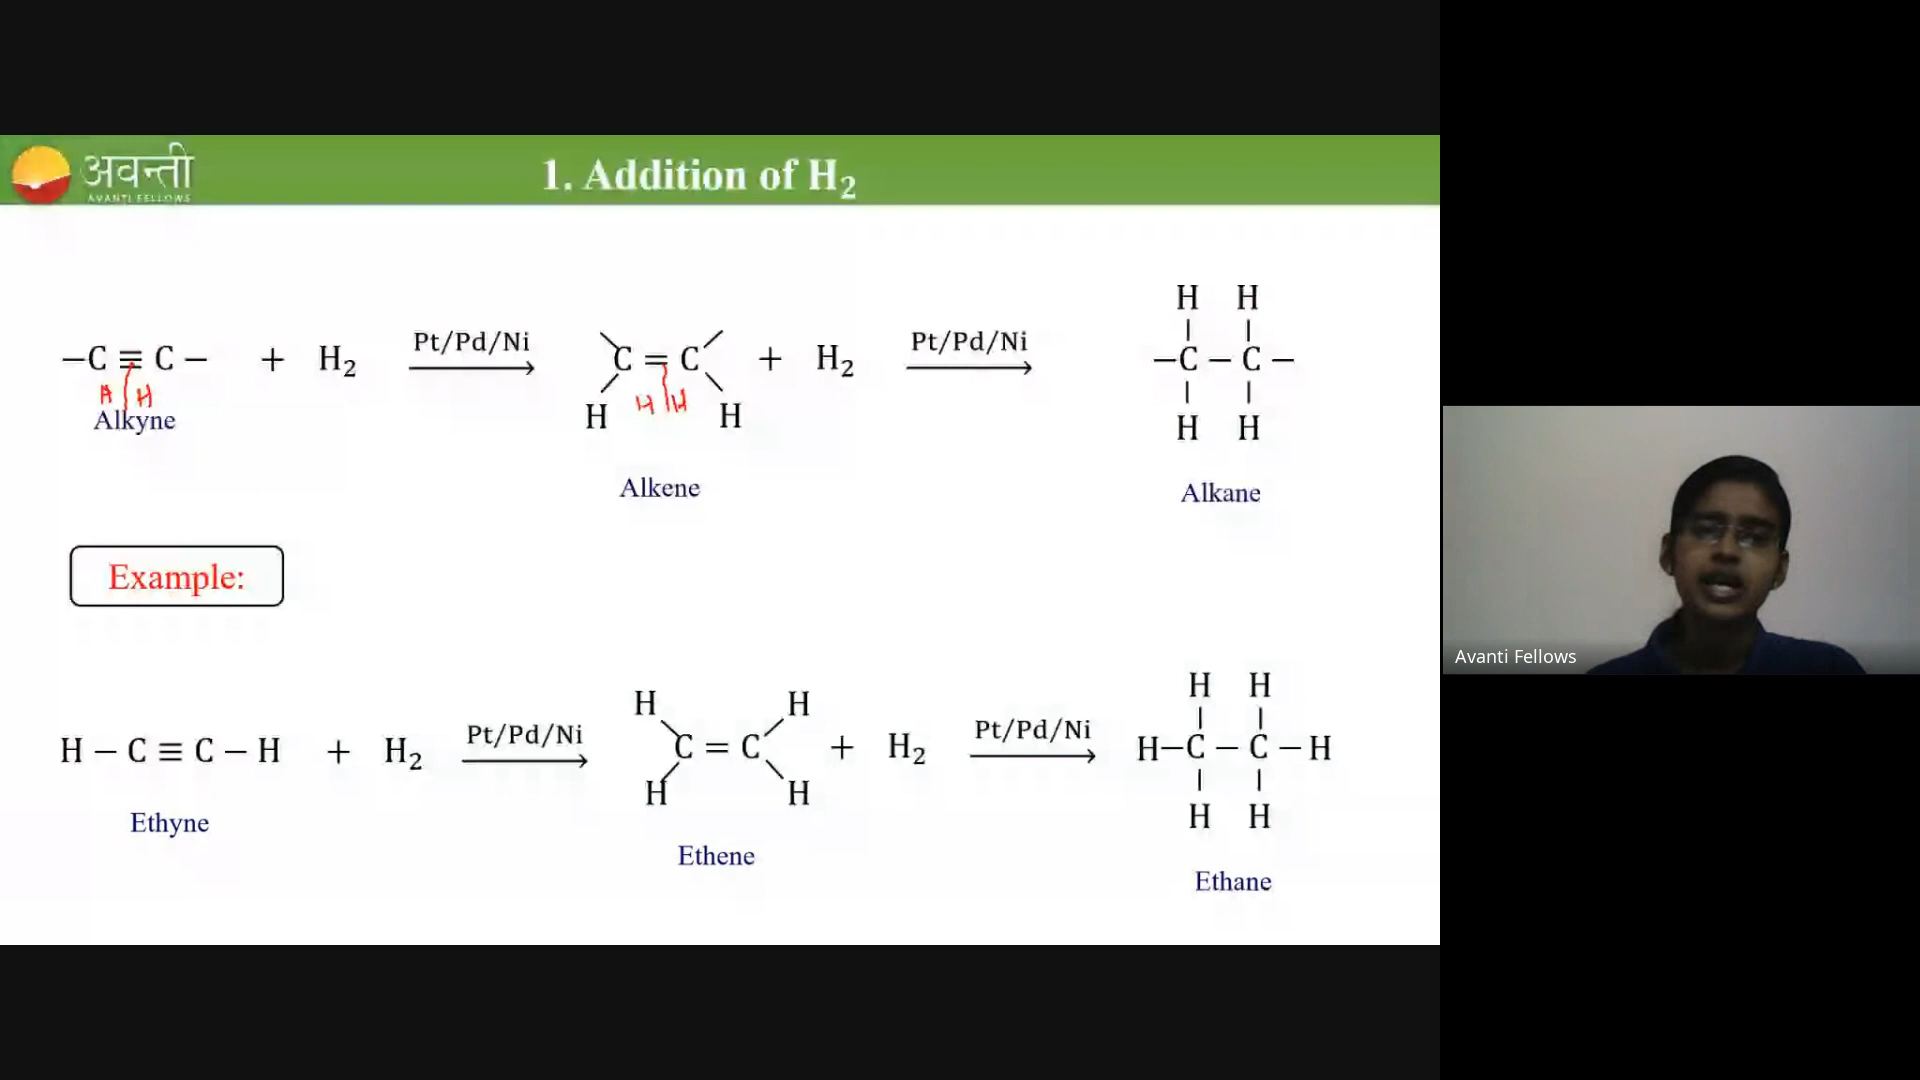 अवन्ती
AVANTI FELLOWS
1. Addition of H₂
−C ≡ C − + H₂ Pt/Pd/Ni C = C + H₂ Pt/Pd/Ni −C − C −
H H
H H
H H
H H
H H
Alkyne
Alkene
Alkane
Example:
H − C ≡ C − H + H₂ Pt/Pd/Ni C = C + H₂ Pt/Pd/Ni H−C − C −H
H H
H H
H H
H H
Ethyne
Ethene
Ethane
Avanti Fellows